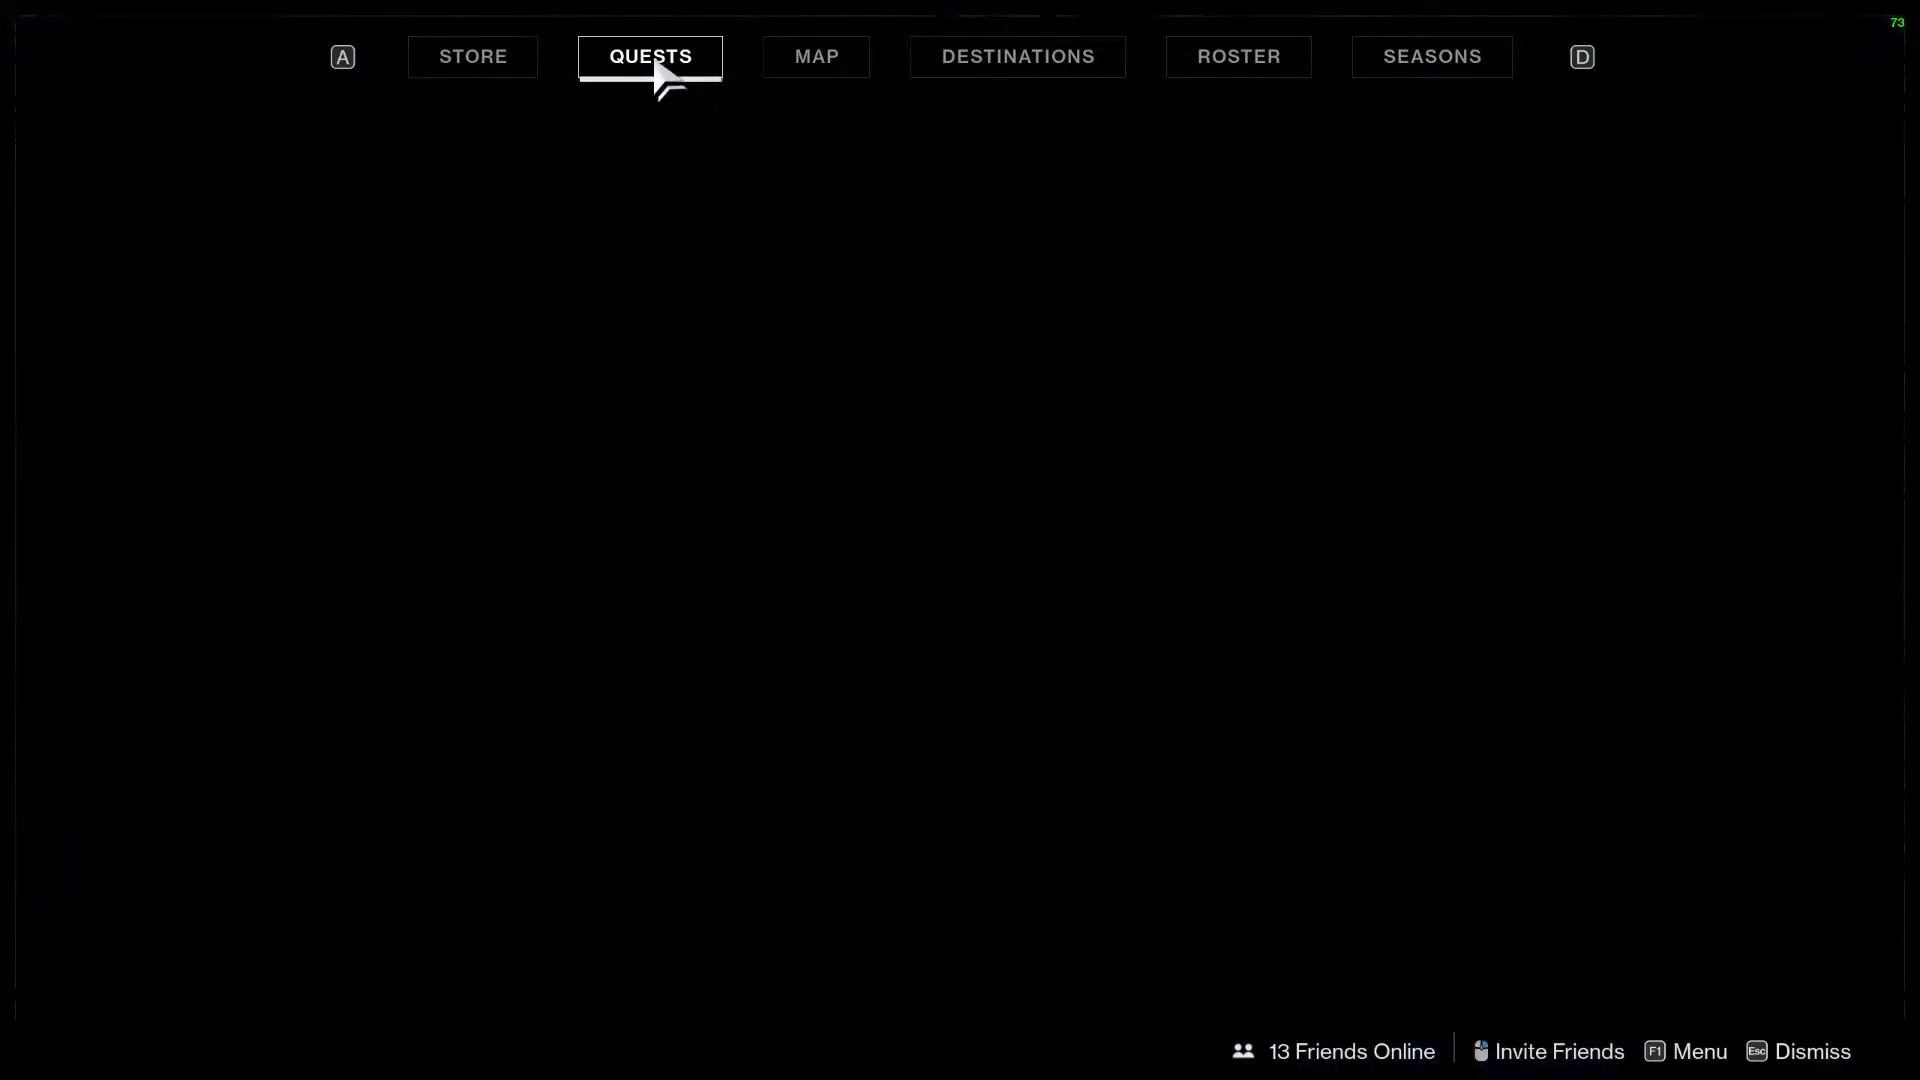 73
A STORE QUESTS MAP DESTINATIONS ROSTER SEASONS D
13 Friends Online Invite Friends F1 Menu Esc Dismiss